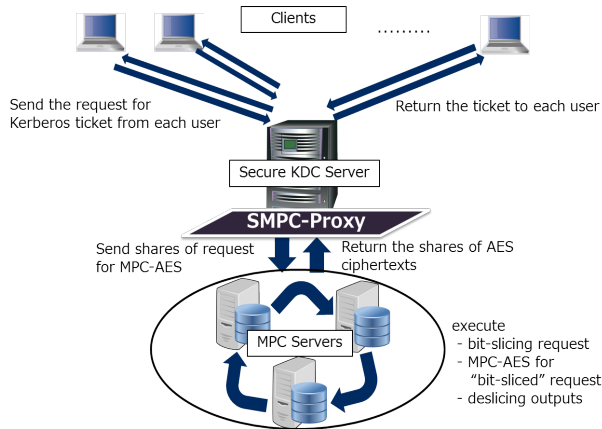 Clients
.........
Send the request for
Kerberos ticket from each user
Return the ticket to each user
Secure KDC Server
SMPC-Proxy
Send shares of request
for MPC-AES
Return the shares of AES
ciphertexts
MPC Servers
execute
- bit-slicing request
- MPC-AES for
“bit-sliced” request
- deslicing outputs